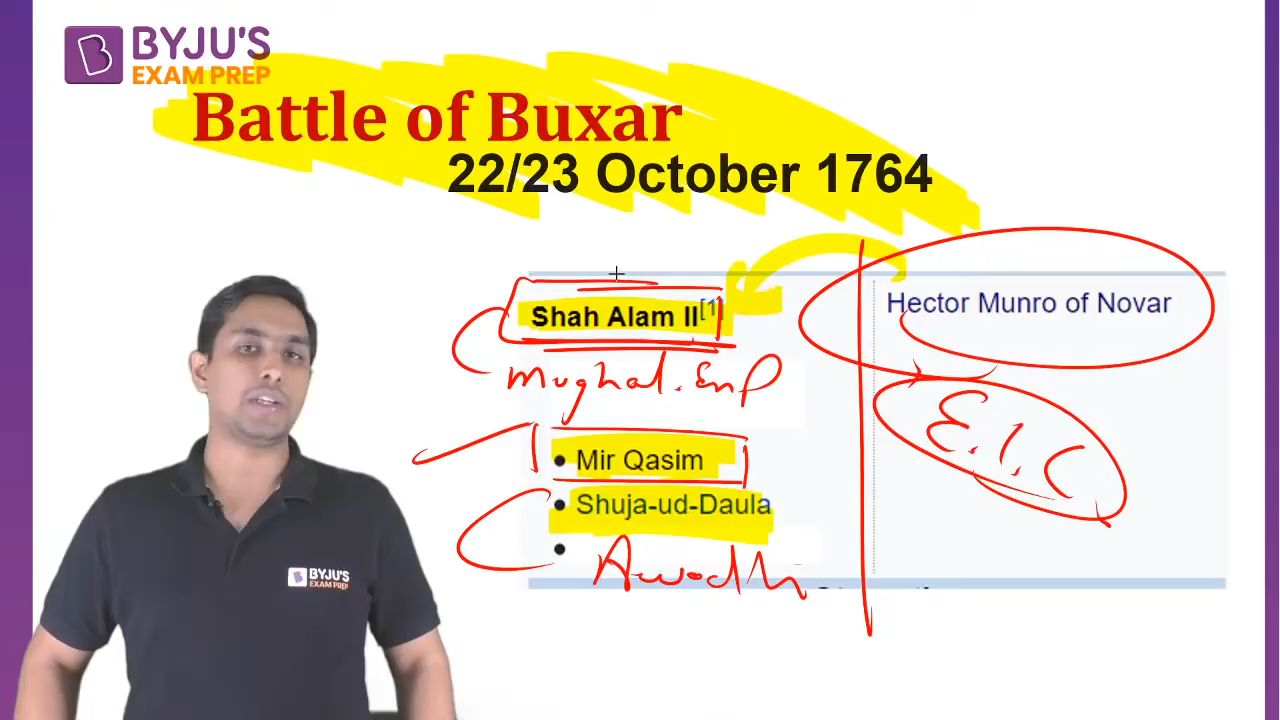 BYJU'S
EXAM PREP
Battle of Buxar
22/23 October 1764
Shah Alam II[1]
Hector Munro of Novar
Mughal. Emp
E.I.C
• Mir Qasim
• Shuja-ud-Daula
•
Awadh
BYJU'S
EXAM PREP